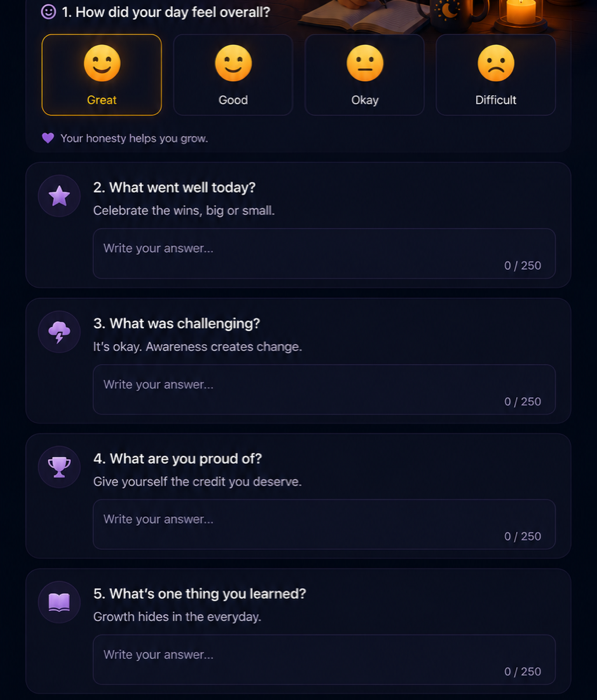 1. How did your day feel overall?
Great
Good
Okay
Difficult
Your honesty helps you grow.
2. What went well today?
Celebrate the wins, big or small.
Write your answer...
0 / 250
3. What was challenging?
It’s okay. Awareness creates change.
Write your answer...
0 / 250
4. What are you proud of?
Give yourself the credit you deserve.
Write your answer...
0 / 250
5. What’s one thing you learned?
Growth hides in the everyday.
Write your answer...
0 / 250